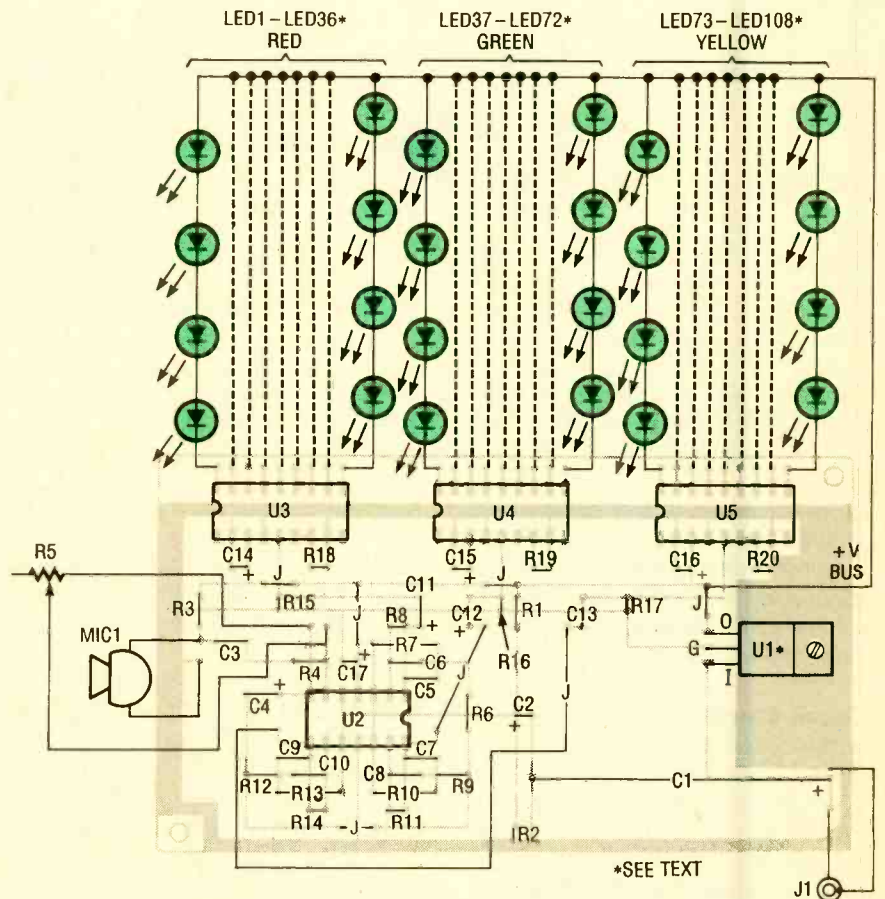 LED1–LED36* LED37–LED72* LED73–LED108*
RED GREEN YELLOW
U3 U4 U5
C14 + R18 C15 + R19 C16 + R20 +V
BUS
R5 J J
R3 R15 C11 R8 C12 + R1 C13 R17 J
J R7 + O
MIC1 C3 R4 C17 + C6 R16 G U1*
C5 J I
C4 + U2 R6 C2 + J
C9 C7
R12 C10 C8 R9 C1 +
R13 R10
R14 J R11 R2
*SEE TEXT
J1